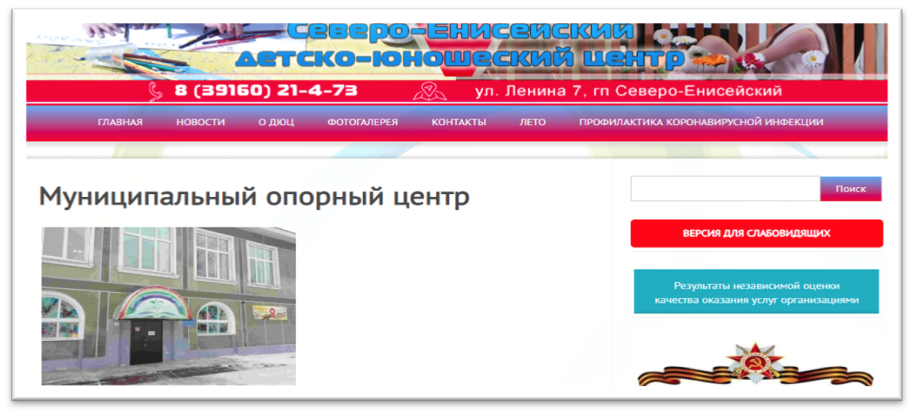 Северо-Енисейский
детско-юношеский центр
8 (39160) 21-4-73
ул. Ленина 7, гп Северо-Енисейский
ГЛАВНАЯ НОВОСТИ О ДЮЦ ФОТОГАЛЕРЕЯ КОНТАКТЫ ЛЕТО ПРОФИЛАКТИКА КОРОНАВИРУСНОЙ ИНФЕКЦИИ
Муниципальный опорный центр
Поиск
ВЕРСИЯ ДЛЯ СЛАБОВИДЯЩИХ
Результаты независимой оценки
качества оказания услуг организациями